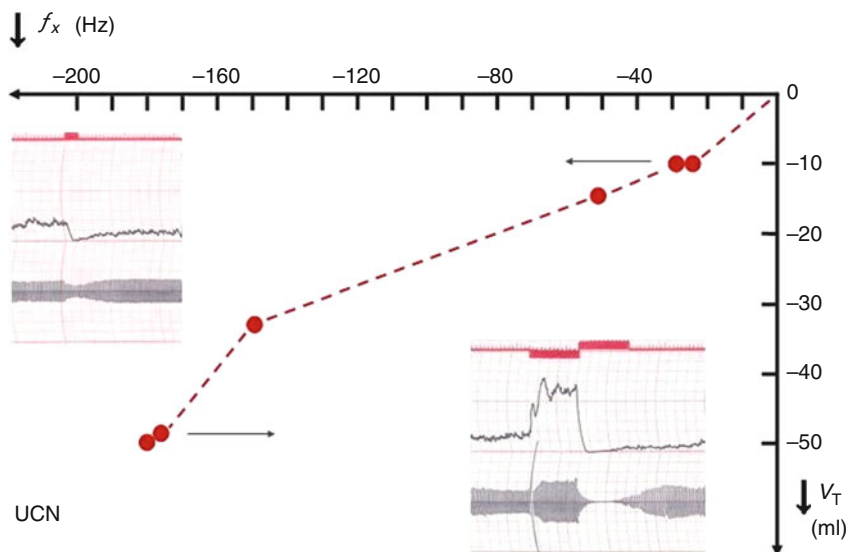 ↓ fx (Hz)
–200 –160 –120 –80 –40 0
–10
–20
–30
–40
–50
UCN
↓ VT
(ml)